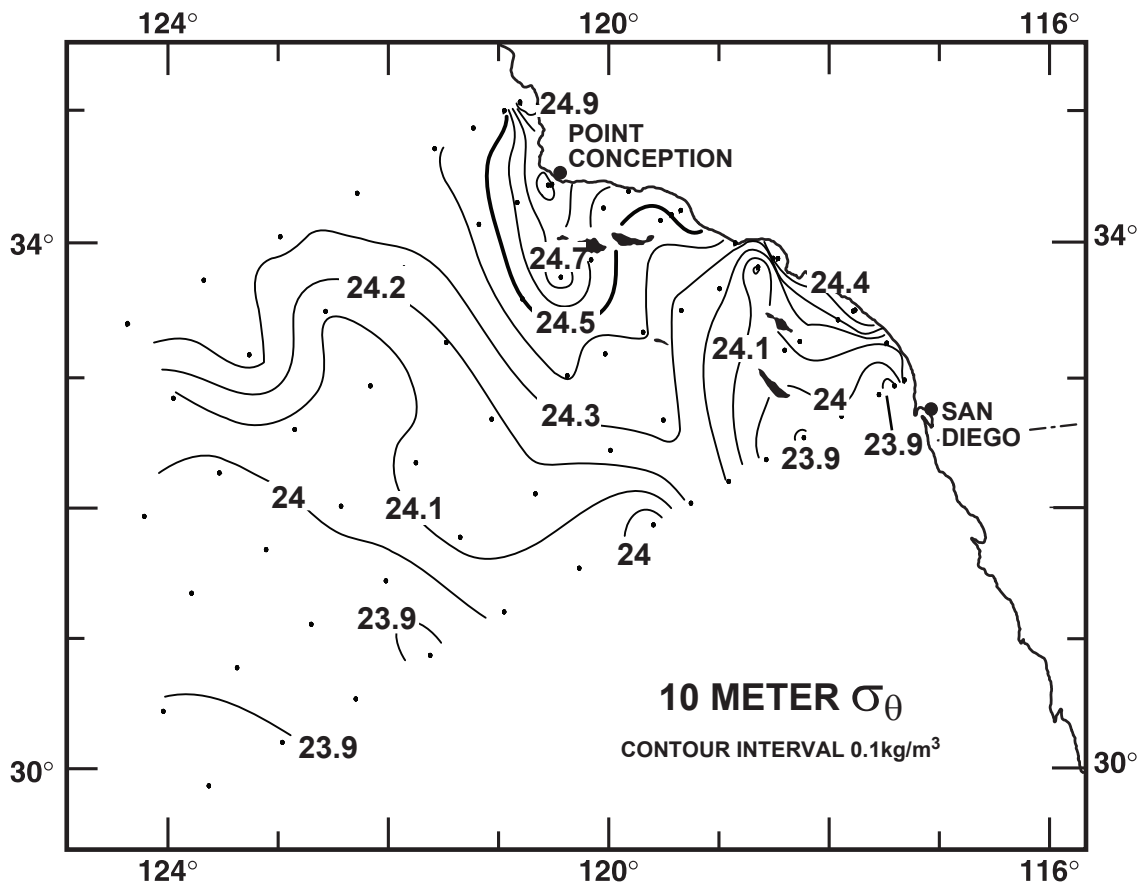 124° 120° 116°
24.9
POINT
CONCEPTION
34° 34°
24.7
24.2
24.4
24.5
24.1
24.3
24
SAN
DIEGO
23.9
23.9
24
24.1
24
23.9
10 METER σθ
23.9
CONTOUR INTERVAL 0.1kg/m³
30° 30°
124° 120° 116°